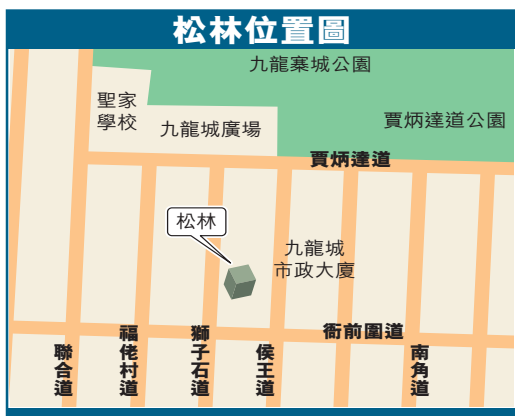 松林位置圖
九龍寨城公園
聖家
學校
九龍城廣場
賈炳達道公園
賈炳達道
松林
九龍城
市政大廈
衙前圍道
聯合道
福佬村道
獅子石道
侯王道
南角道